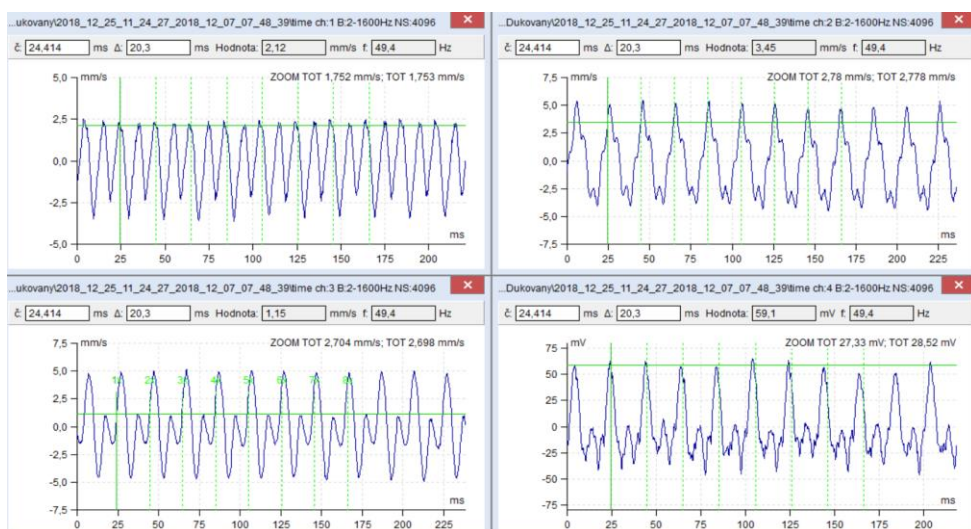 ...ukovany\2018_12_25_11_24_27_2018_12_07_07_48_39\time ch:1 B:2-1600Hz NS:4096
č: 24,414 ms Δ: 20,3 ms Hodnota: 2,12 mm/s f: 49,4 Hz
5,0 mm/s ZOOM TOT 1,752 mm/s; TOT 1,753 mm/s
2,5
0,0
-2,5
-5,0 ms
0 25 50 75 100 125 150 175 200
...Dukovany\2018_12_25_11_24_27_2018_12_07_07_48_39\time ch:2 B:2-1600Hz NS:4096
č: 24,414 ms Δ: 20,3 ms Hodnota: 3,45 mm/s f: 49,4 Hz
7,5 mm/s ZOOM TOT 2,78 mm/s; TOT 2,778 mm/s
5,0
2,5
0,0
-2,5
-5,0
-7,5 ms
0 25 50 75 100 125 150 175 200 225
...ukovany\2018_12_25_11_24_27_2018_12_07_07_48_39\time ch:3 B:2-1600Hz NS:4096
č: 24,414 ms Δ: 20,3 ms Hodnota: 1,15 mm/s f: 49,4 Hz
7,5 mm/s ZOOM TOT 2,704 mm/s; TOT 2,698 mm/s
5,0
2,5
0,0
-2,5
-5,0
-7,5 ms
0 25 50 75 100 125 150 175 200 225
...Dukovany\2018_12_25_11_24_27_2018_12_07_07_48_39\time ch:4 B:2-1600Hz NS:4096
č: 24,414 ms Δ: 20,3 ms Hodnota: 59,1 mV f: 49,4 Hz
75 mV ZOOM TOT 27,33 mV; TOT 28,52 mV
50
25
0
-25
-50
-75 ms
0 25 50 75 100 125 150 175 200